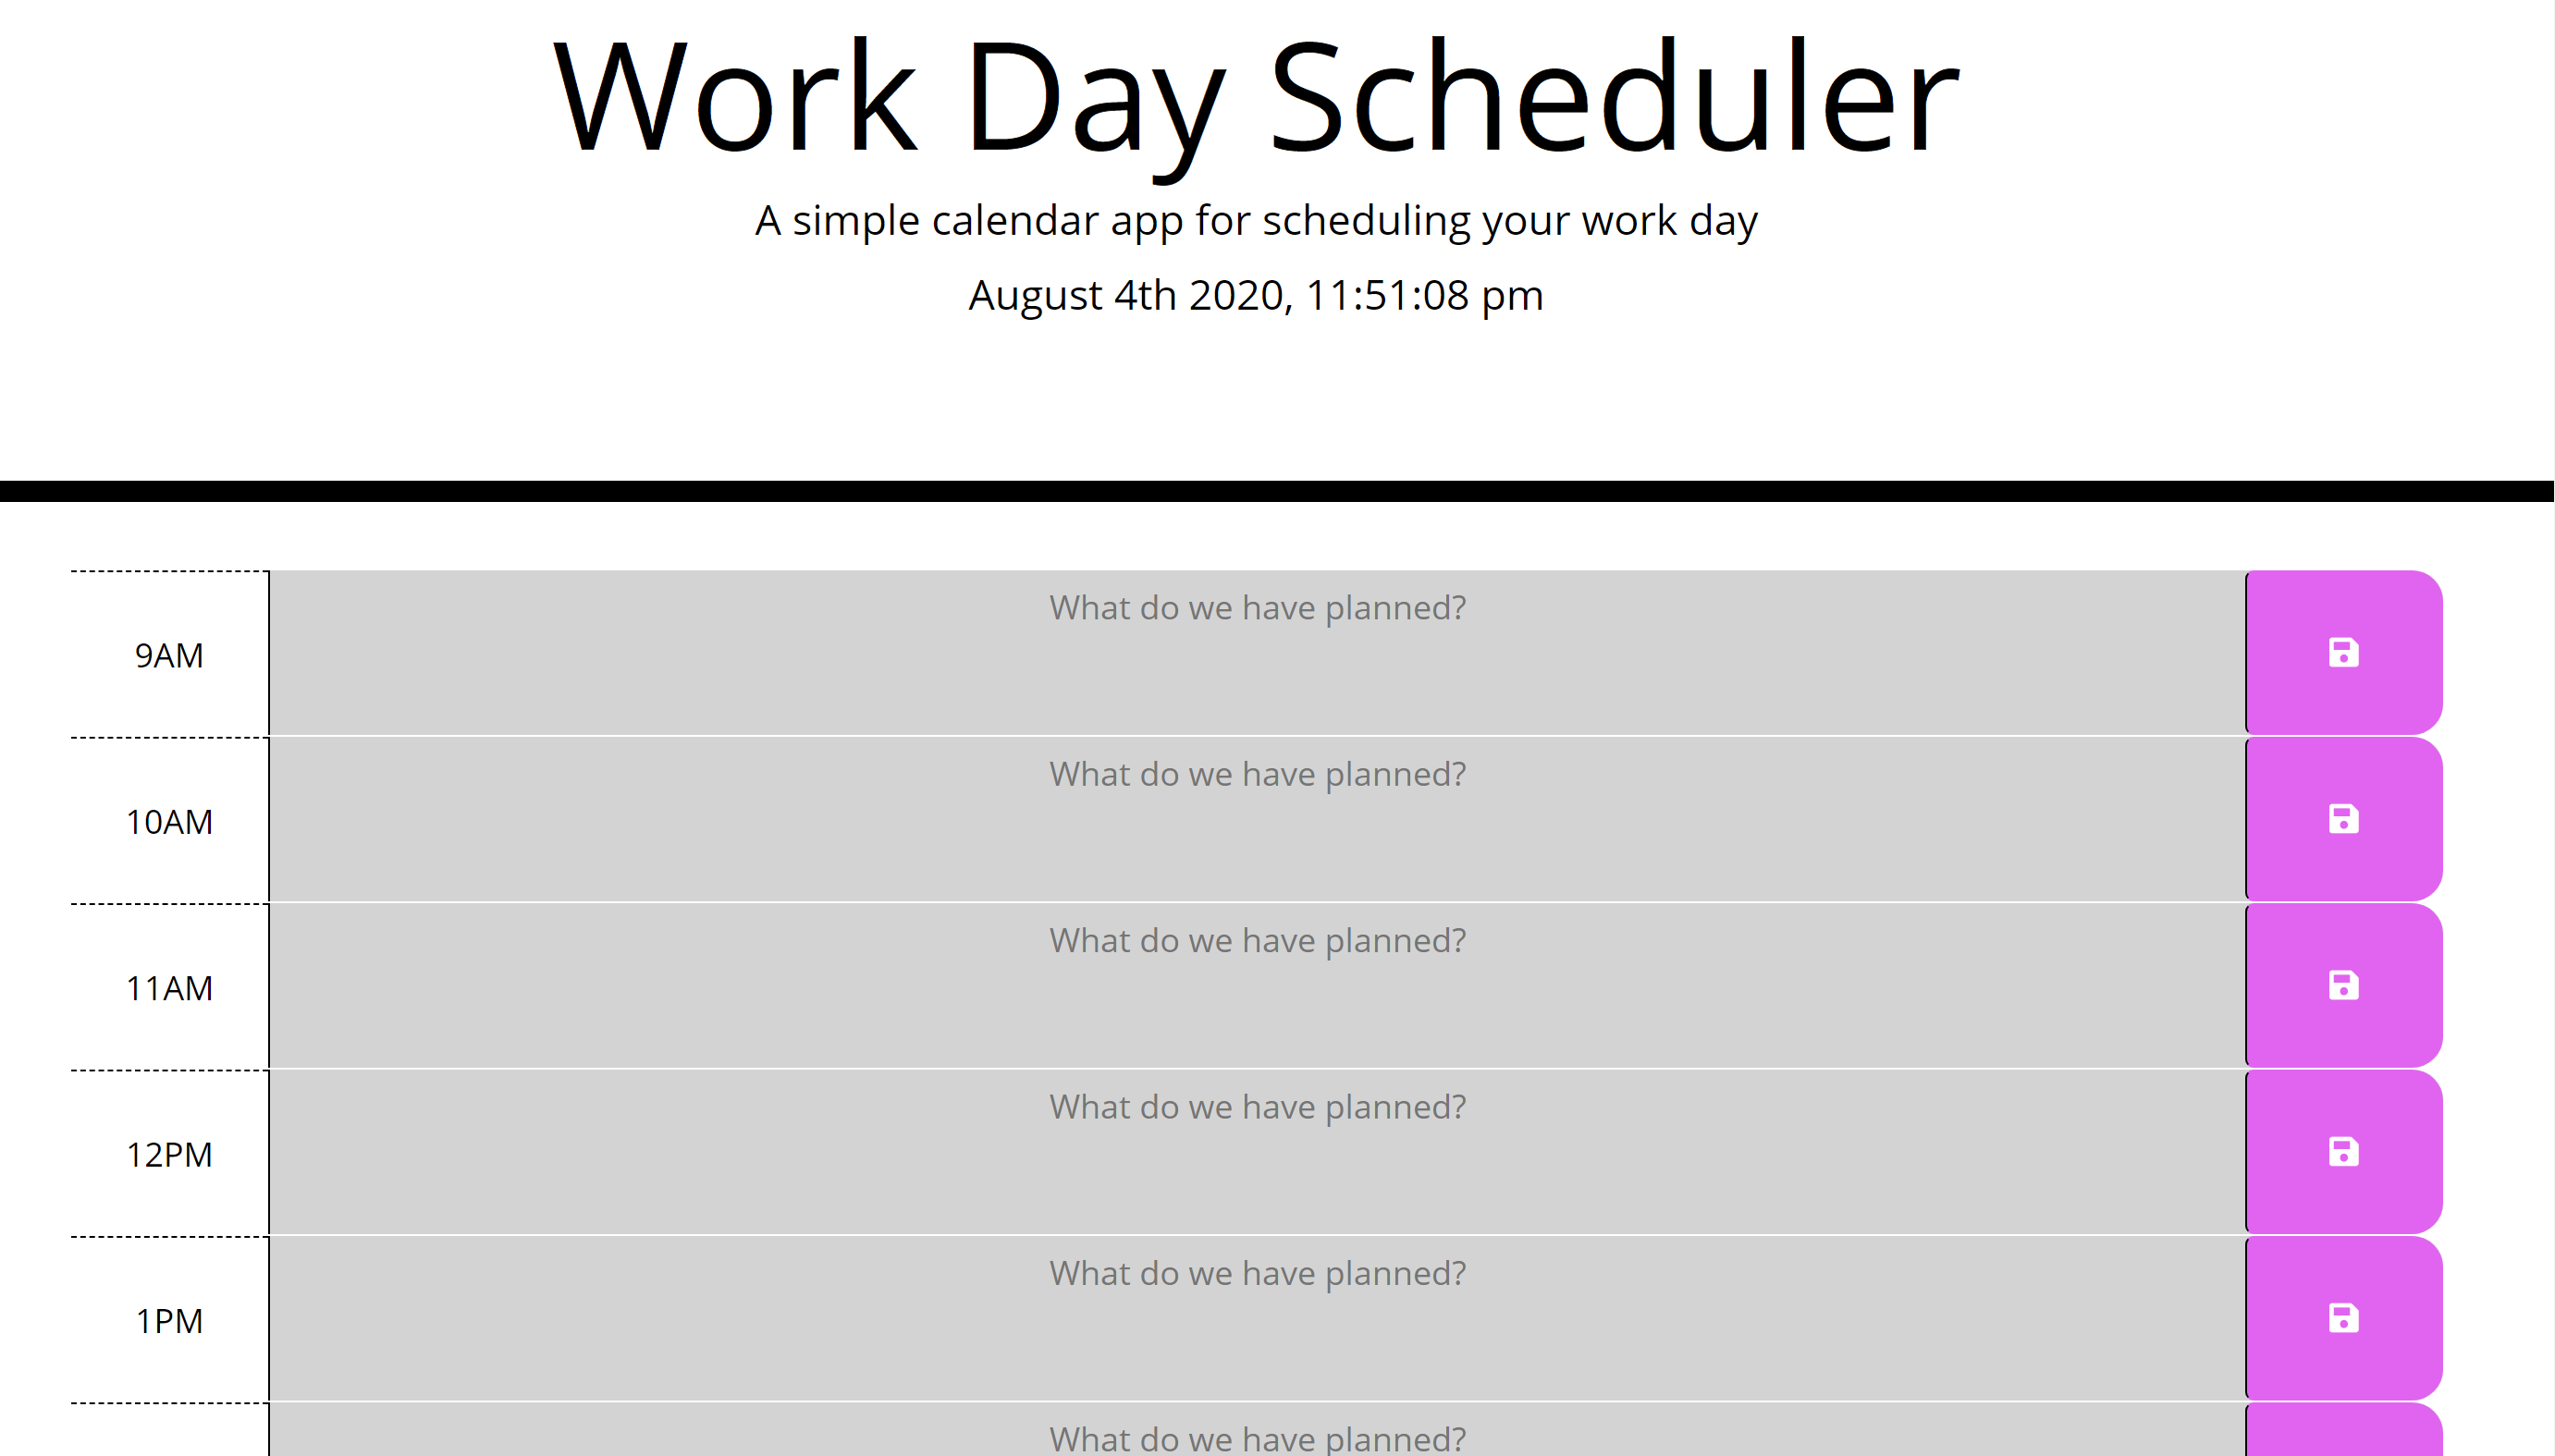 Work Day Scheduler
A simple calendar app for scheduling your work day
August 4th 2020, 11:51:08 pm
What do we have planned?
9AM
What do we have planned?
10AM
What do we have planned?
11AM
What do we have planned?
12PM
What do we have planned?
1PM
What do we have planned?